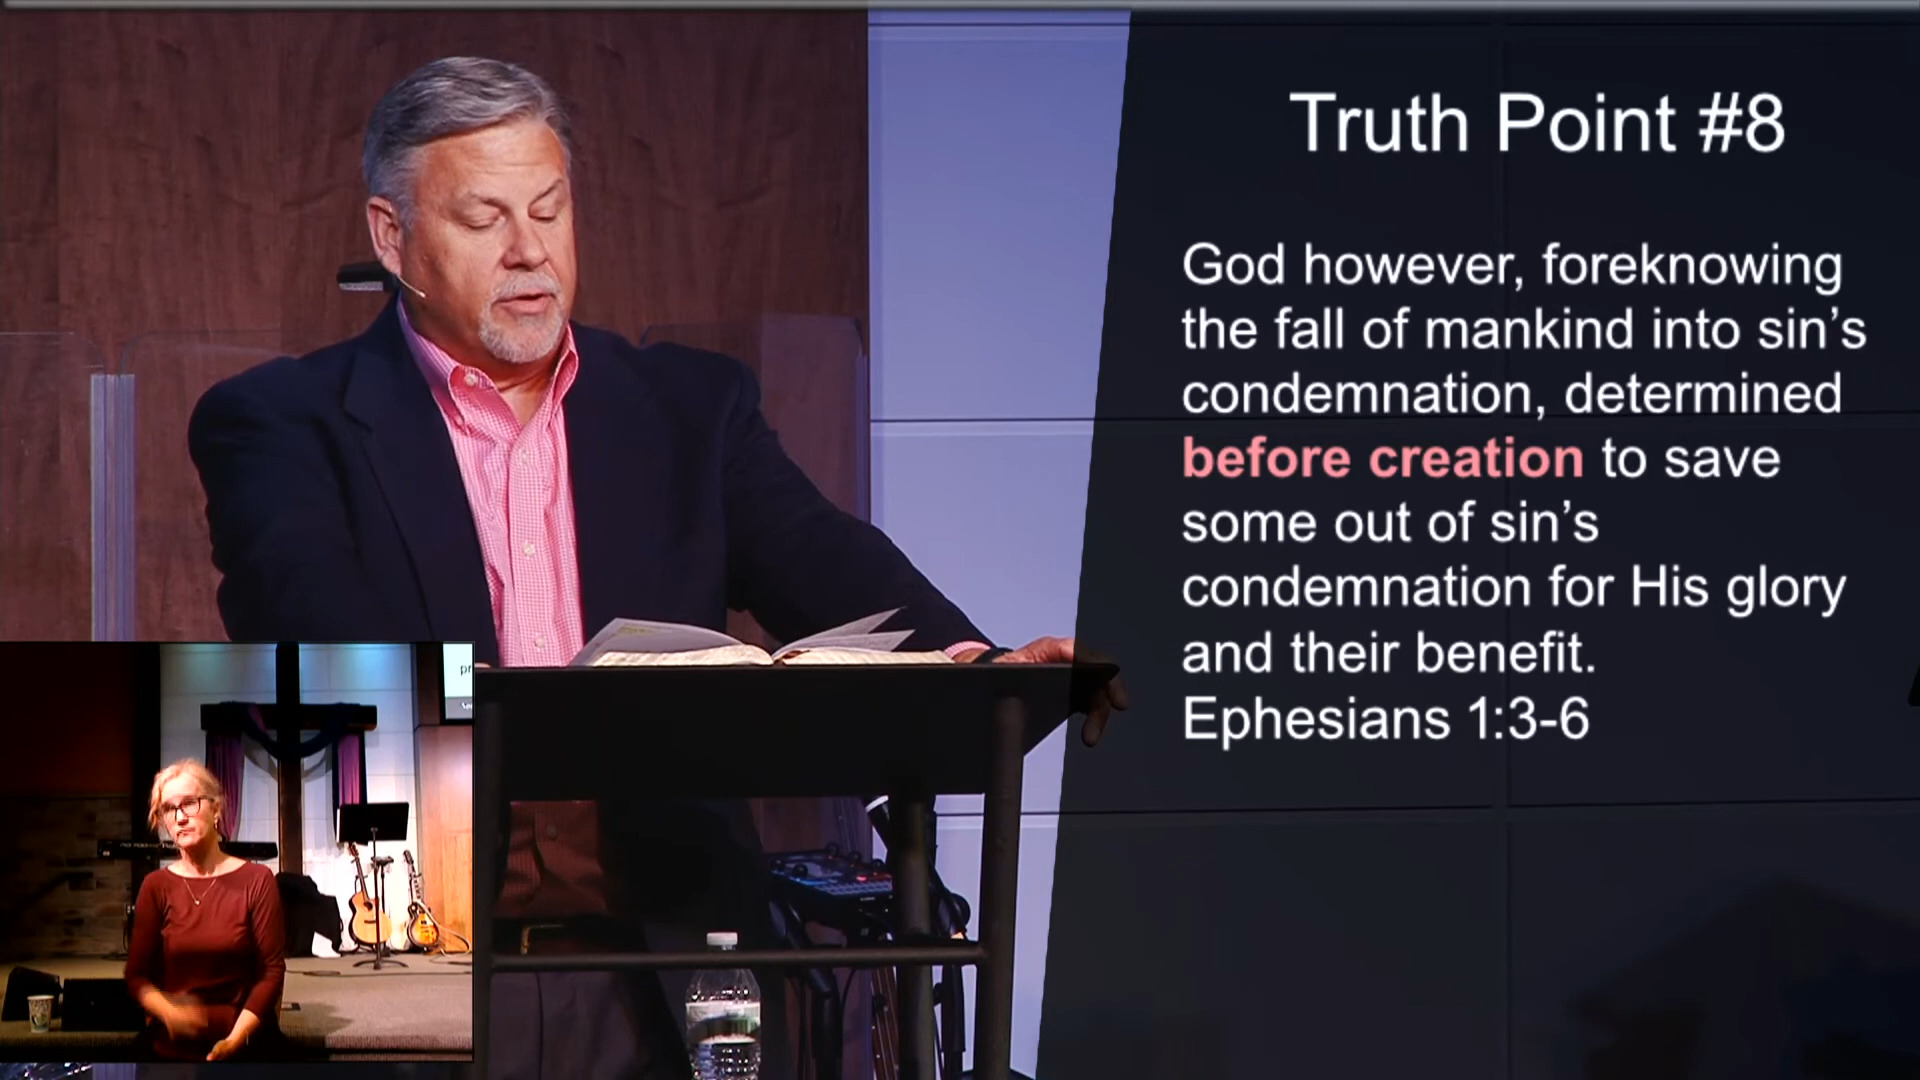 Truth Point #8
God however, foreknowing
the fall of mankind into sin’s
condemnation, determined
before creation to save
some out of sin’s
condemnation for His glory
and their benefit.
Ephesians 1:3-6